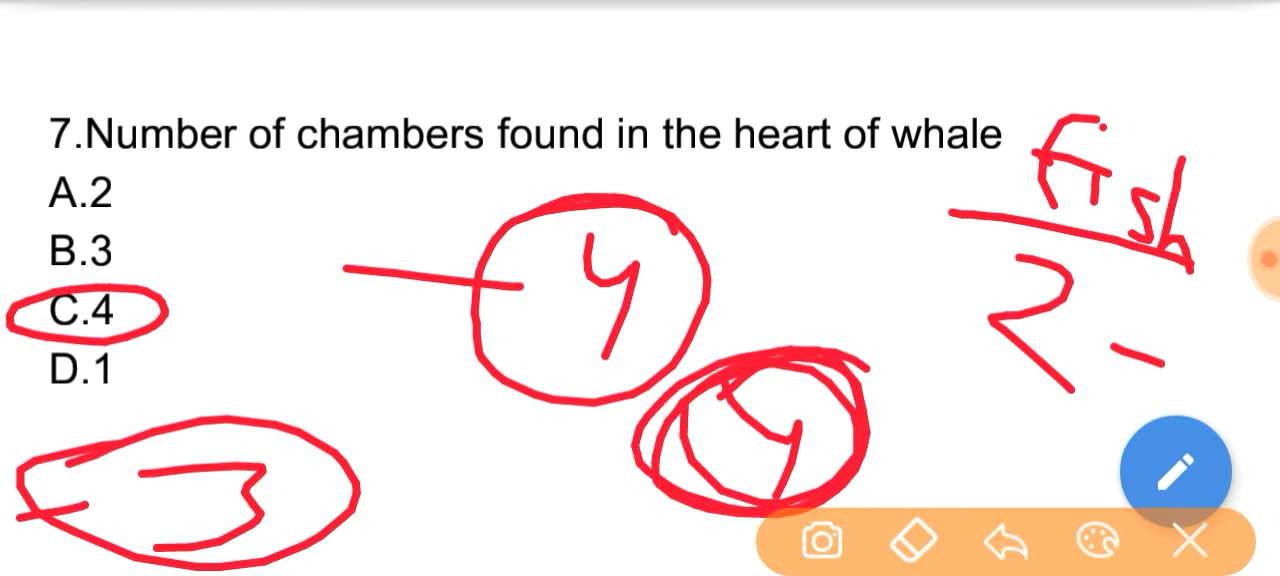 7.Number of chambers found in the heart of whale
Fish
A.2
B.3
4
2 -
C.4
D.1
4
3